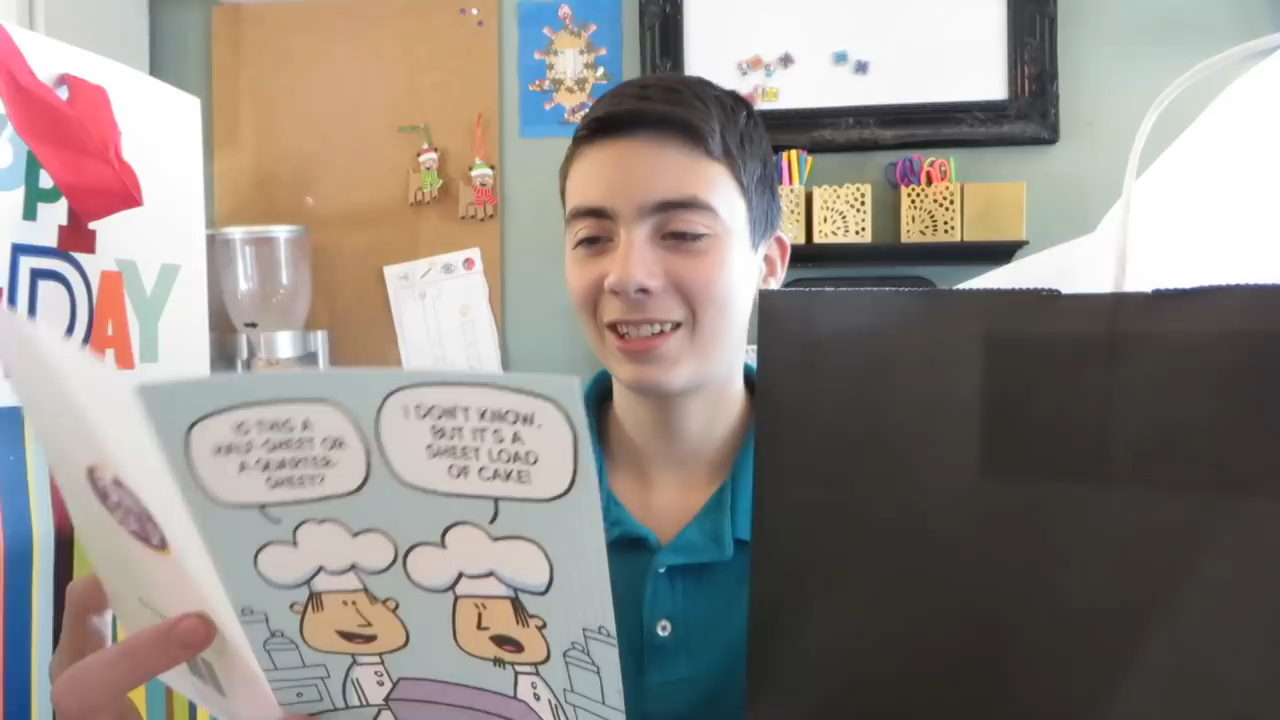 IS THIS A
HALF-SHEET OR
A QUARTER-
SHEET?
I DON'T KNOW,
BUT IT'S A
SHEET LOAD
OF CAKE!
P
DAY